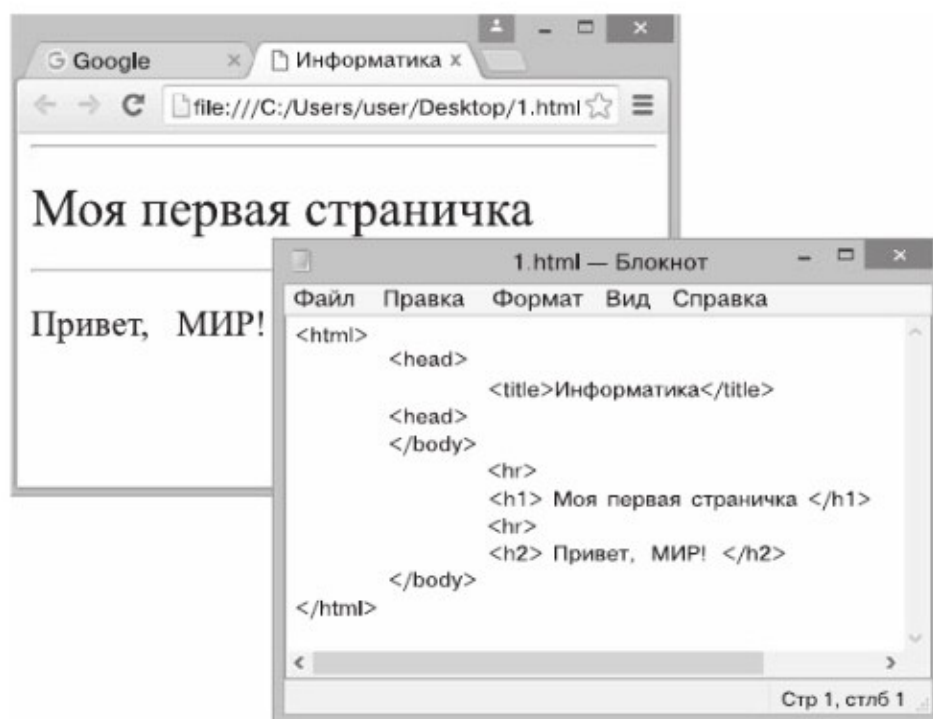 Google
Информатика
file:///C:/Users/user/Desktop/1.html
Моя первая страничка
Привет, МИР!
1.html — Блокнот
Файл Правка Формат Вид Справка
<html>
<head>
<title>Информатика</title>
<head>
</body>
<hr>
<h1> Моя первая страничка </h1>
<hr>
<h2> Привет, МИР! </h2>
</body>
</html>
Стр 1, стлб 1